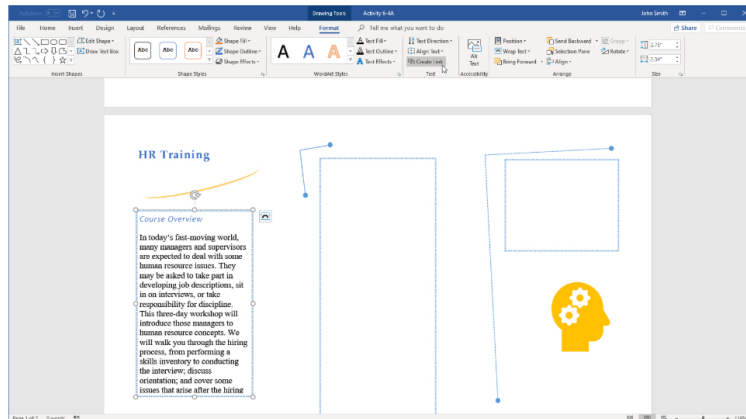 Drawing Tools
Activity 6-4A
John Smith
File Home Insert Design Layout References Mailings Review View Help Format Tell me what you want to do
Share
Comments
Edit Shape
Draw Text Box
Insert Shapes
Abc Abc Abc
Shape Fill
Shape Outline
Shape Effects
Shape Styles
A A A
Text Fill
Text Outline
Text Effects
WordArt Styles
Text Direction
Align Text
Create Link
Text
Alt
Text
Accessibility
Position
Wrap Text
Bring Forward
Send Backward
Selection Pane
Align
Group
Rotate
Arrange
Size
HR Training
Course Overview
In today's fast-moving world,
many managers and supervisors
are expected to deal with some
human resource issues. They
may be asked to take part in
developing job descriptions, sit
in on interviews, or take
responsibility for discipline.
This three-day workshop will
introduce those managers to
human resource concepts. We
will walk you through the hiring
process, from performing a
skills inventory to conducting
the interview; discuss
orientation; and cover some
issues that arise after the hiring